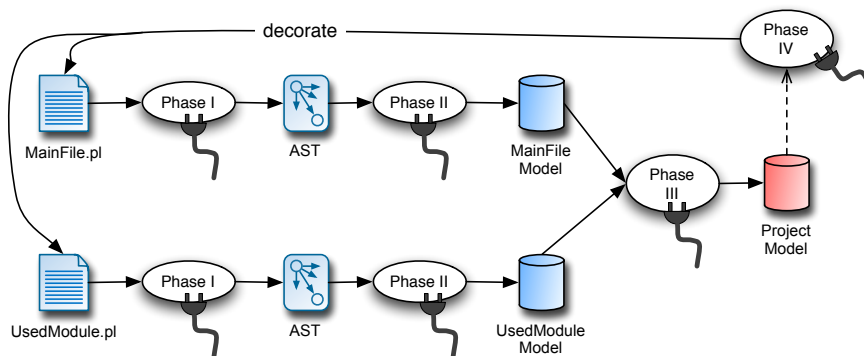 decorate
Phase
IV
Phase I
Phase II
MainFile.pl
AST
MainFile
Model
Phase
III
Project
Model
Phase I
Phase II
UsedModule.pl
AST
UsedModule
Model